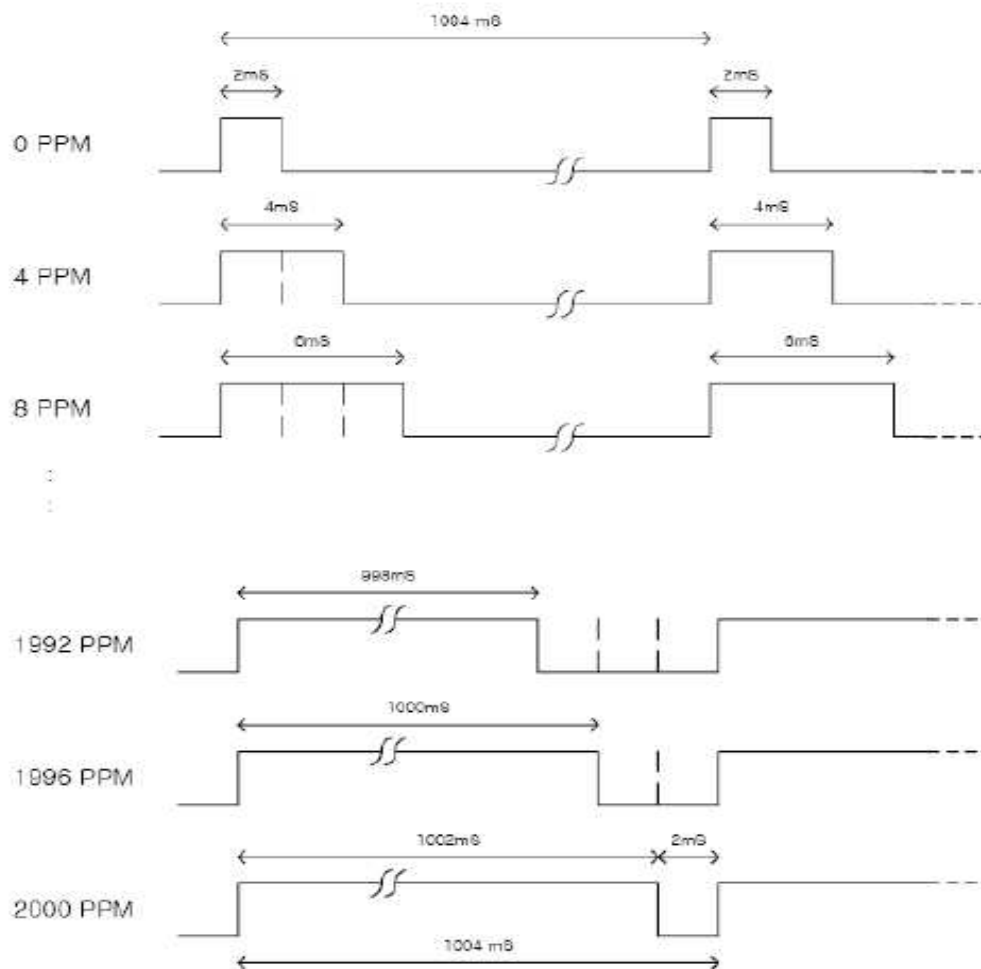 1004 mS
2mS 2mS
0 PPM
4mS 4mS
4 PPM
6mS 6mS
8 PPM
:
:
998mS
1992 PPM
1000mS
1996 PPM
1002mS 2mS
2000 PPM
1004 mS